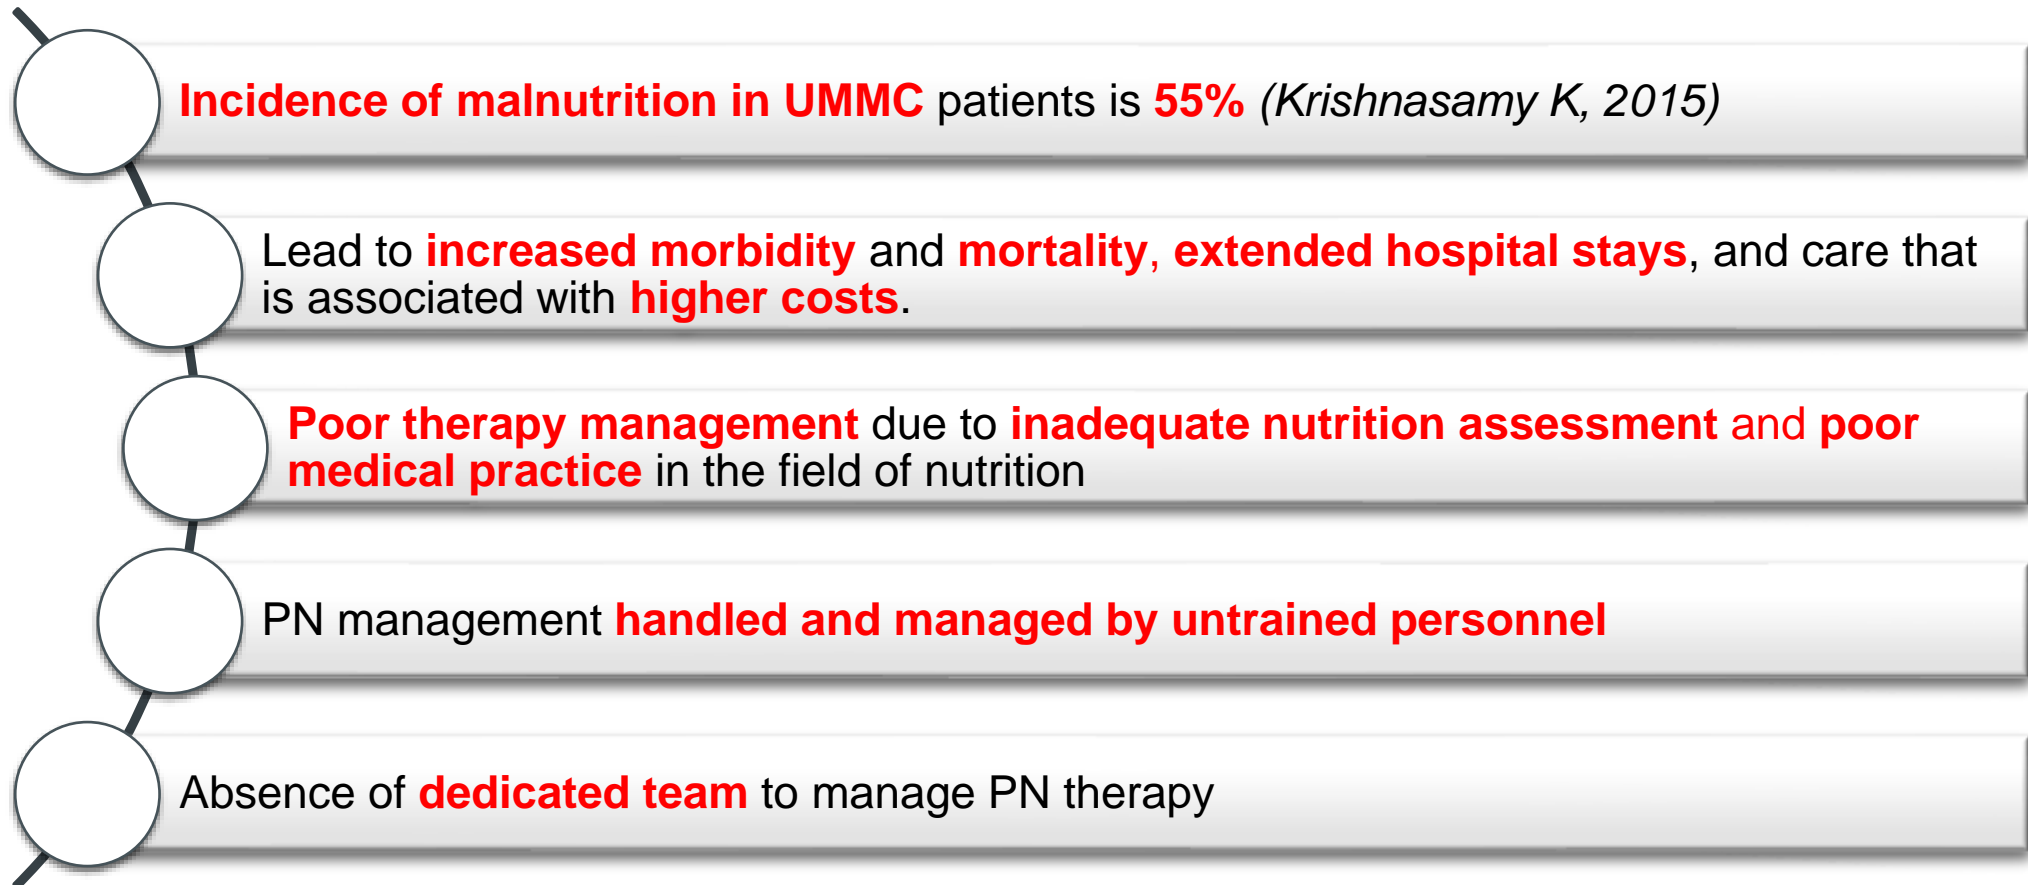 Incidence of malnutrition in UMMC patients is 55% (Krishnasamy K, 2015)
Lead to increased morbidity and mortality, extended hospital stays, and care that
is associated with higher costs.
Poor therapy management due to inadequate nutrition assessment and poor
medical practice in the field of nutrition
PN management handled and managed by untrained personnel
Absence of dedicated team to manage PN therapy